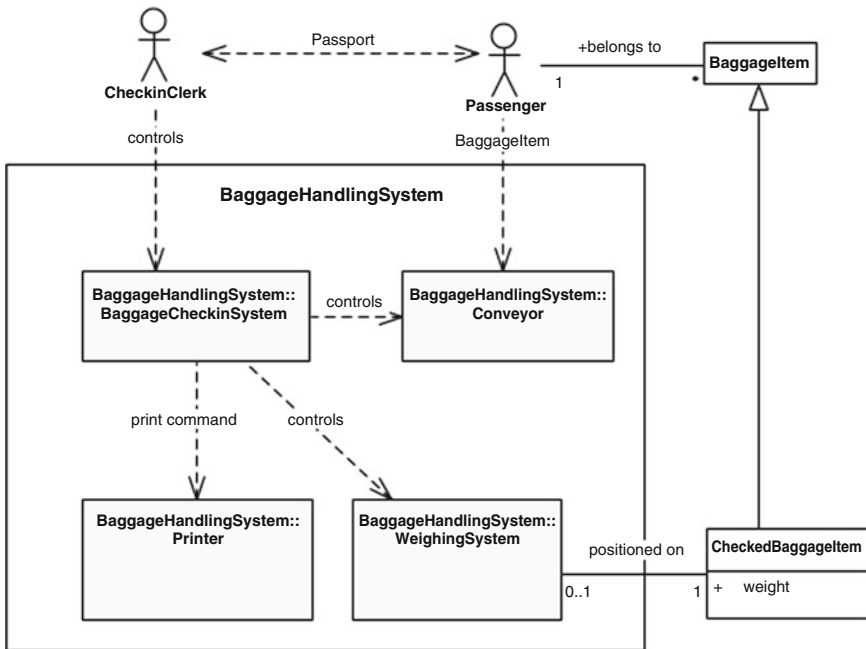 Passport
+belongs to
BaggageItem
1
*
CheckinClerk
Passenger
controls
BaggageItem
BaggageHandlingSystem
BaggageHandlingSystem::
BaggageCheckinSystem
controls
BaggageHandlingSystem::
Conveyor
print command
controls
BaggageHandlingSystem::
Printer
BaggageHandlingSystem::
WeighingSystem
positioned on
0..1
1
CheckedBaggageItem
+ weight